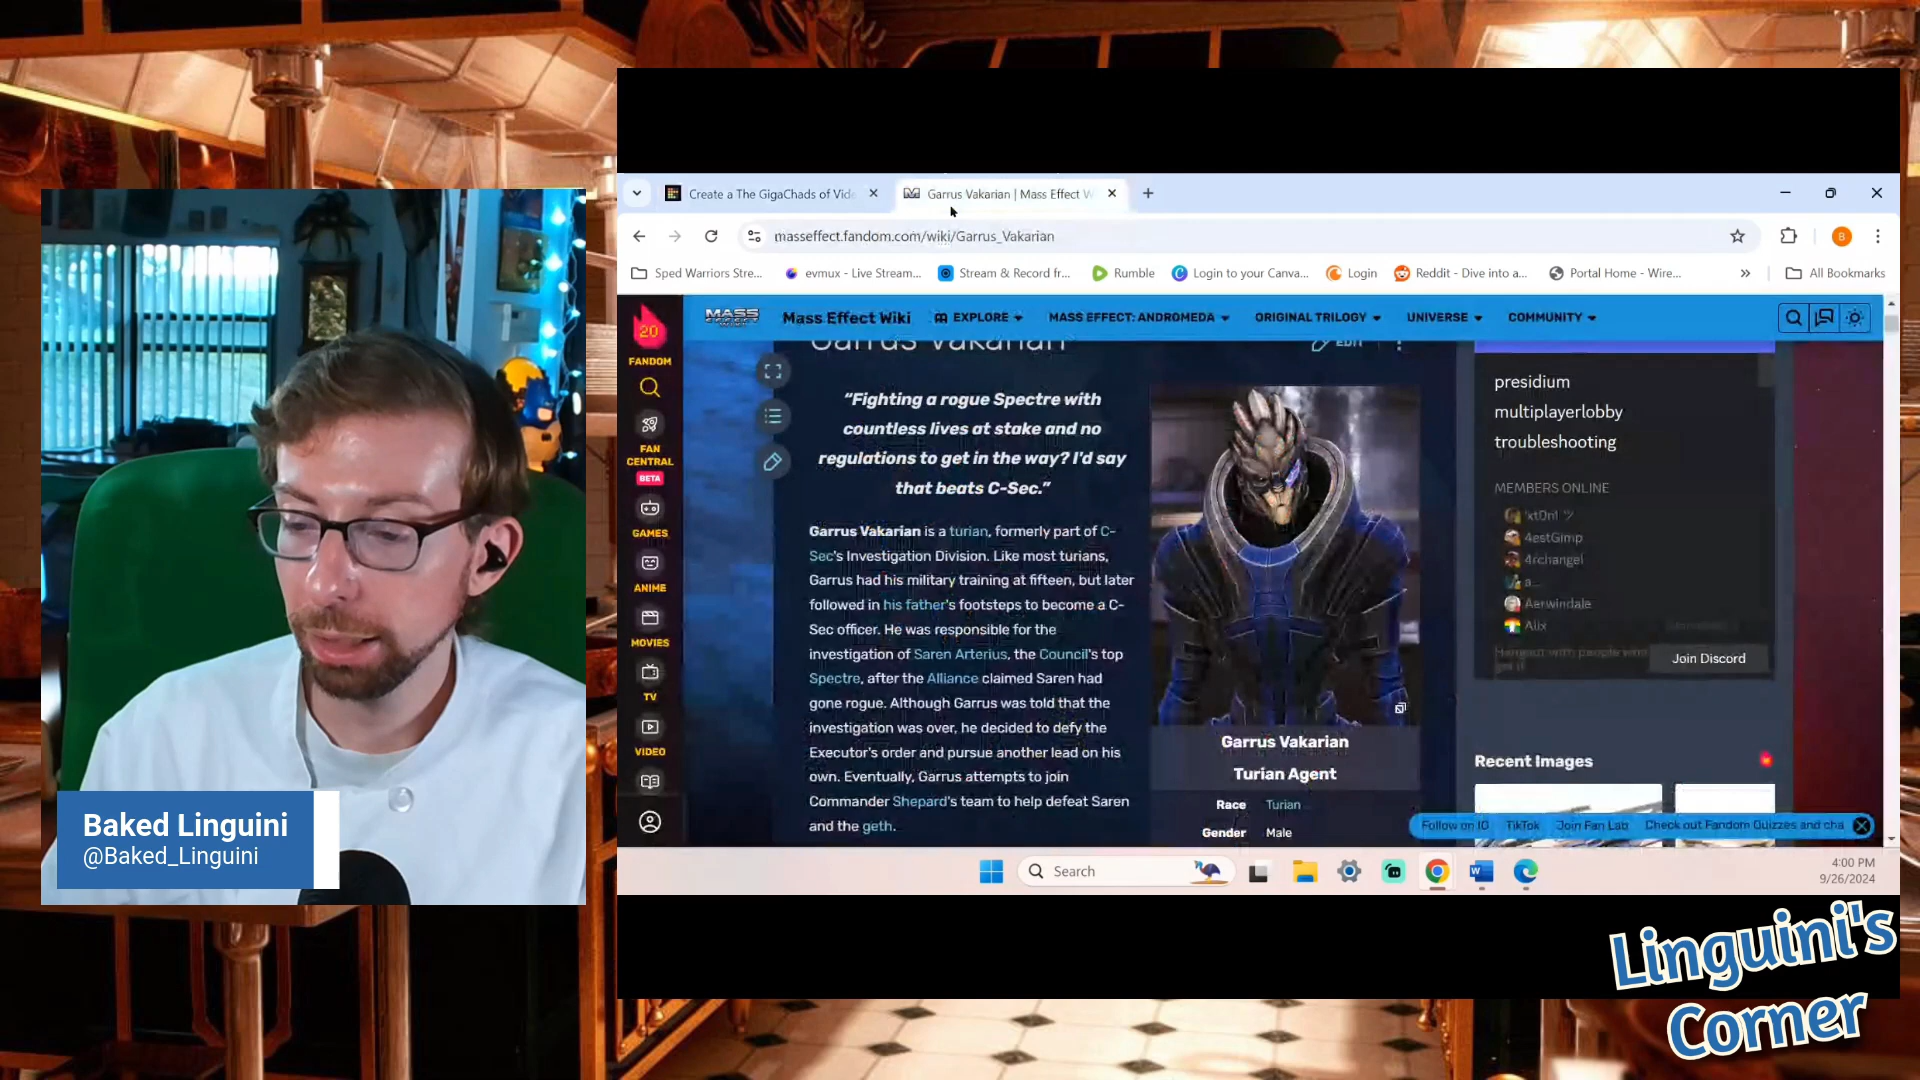 Create a The GigaChads of Vid
Garrus Vakarian | Mass Effect W
masseffect.fandom.com/wiki/Garrus_Vakarian
Sped Warriors Stre...
evmux - Live Stream...
Stream & Record fr...
Rumble
Login to your Canva...
Login
Reddit - Dive into a...
Portal Home - Wire...
»
All Bookmarks
B
20
FANDOM
FAN
CENTRAL
BETA
GAMES
ANIME
MOVIES
TV
VIDEO
MASS EFFECT
Mass Effect Wiki
EXPLORE
MASS EFFECT: ANDROMEDA
ORIGINAL TRILOGY
UNIVERSE
COMMUNITY
Garrus Vakarian
EDIT
“Fighting a rogue Spectre with
countless lives at stake and no
regulations to get in the way? I'd say
that beats C-Sec.”
Garrus Vakarian is a turian, formerly part of C-
Sec's Investigation Division. Like most turians,
Garrus had his military training at fifteen, but later
followed in his father's footsteps to become a C-
Sec officer. He was responsible for the
investigation of Saren Arterius, the Council's top
Spectre, after the Alliance claimed Saren had
gone rogue. Although Garrus was told that the
investigation was over, he decided to defy the
Executor's order and pursue another lead on his
own. Eventually, Garrus attempts to join
Commander Shepard's team to help defeat Saren
and the geth.
Garrus Vakarian
Turian Agent
Race Turian
Gender Male
presidium
multiplayerlobby
troubleshooting
MEMBERS ONLINE
4estGimp
4rchangel
a...
Aerwindale
Alix
Hangout with people who
get it
Join Discord
Recent Images
Follow on IG TikTok Join Fan Lab Check out Fandom Quizzes and cha
Search
4:00 PM
9/26/2024
Baked Linguini
@Baked_Linguini
Linguini's
Corner